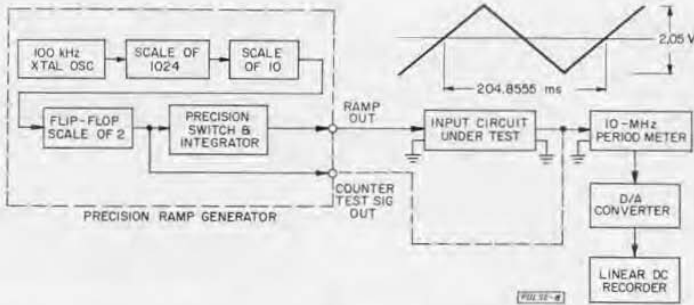 100 kHz
XTAL OSC
SCALE OF
1024
SCALE
OF 10
2.05 V
204.8555 ms
FLIP-FLOP
SCALE OF 2
PRECISION
SWITCH &
INTEGRATOR
RAMP
OUT
INPUT CIRCUIT
UNDER TEST
10-MHz
PERIOD METER
COUNTER
TEST SIG
OUT
PRECISION RAMP GENERATOR
D/A
CONVERTER
LINEAR DC
RECORDER